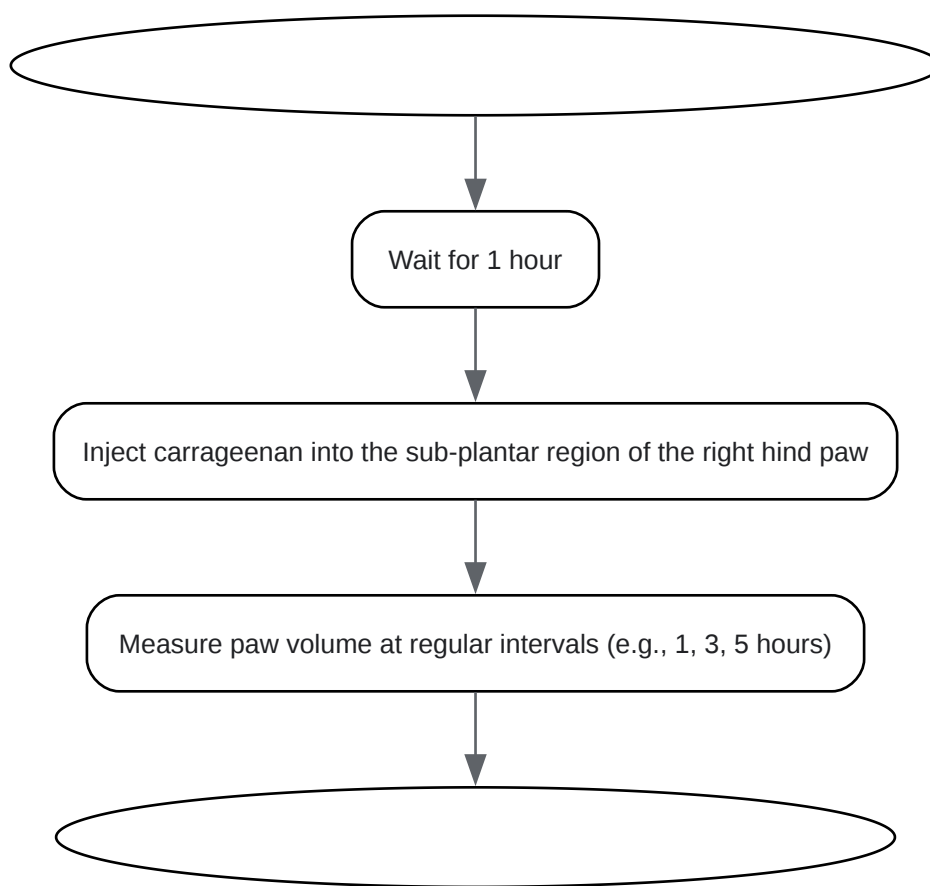 Wait for 1 hour
Inject carrageenan into the sub-plantar region of the right hind paw
Measure paw volume at regular intervals (e.g., 1, 3, 5 hours)